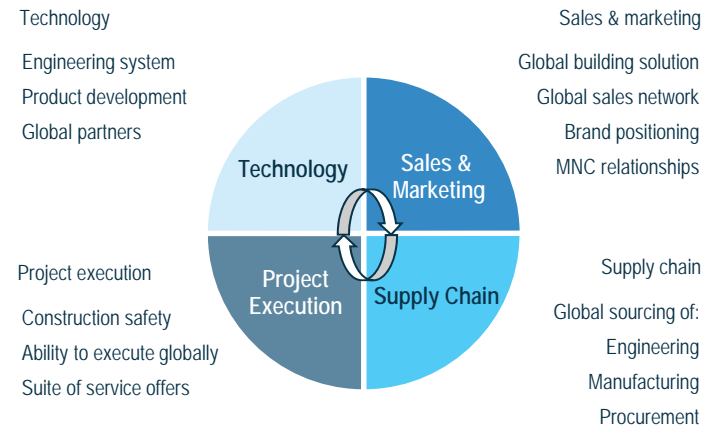 Technology
Engineering system
Product development
Global partners
Sales & marketing
Global building solution
Global sales network
Brand positioning
MNC relationships
Technology
Sales &
Marketing
Project
Execution
Supply Chain
Project execution
Construction safety
Ability to execute globally
Suite of service offers
Supply chain
Global sourcing of:
Engineering
Manufacturing
Procurement